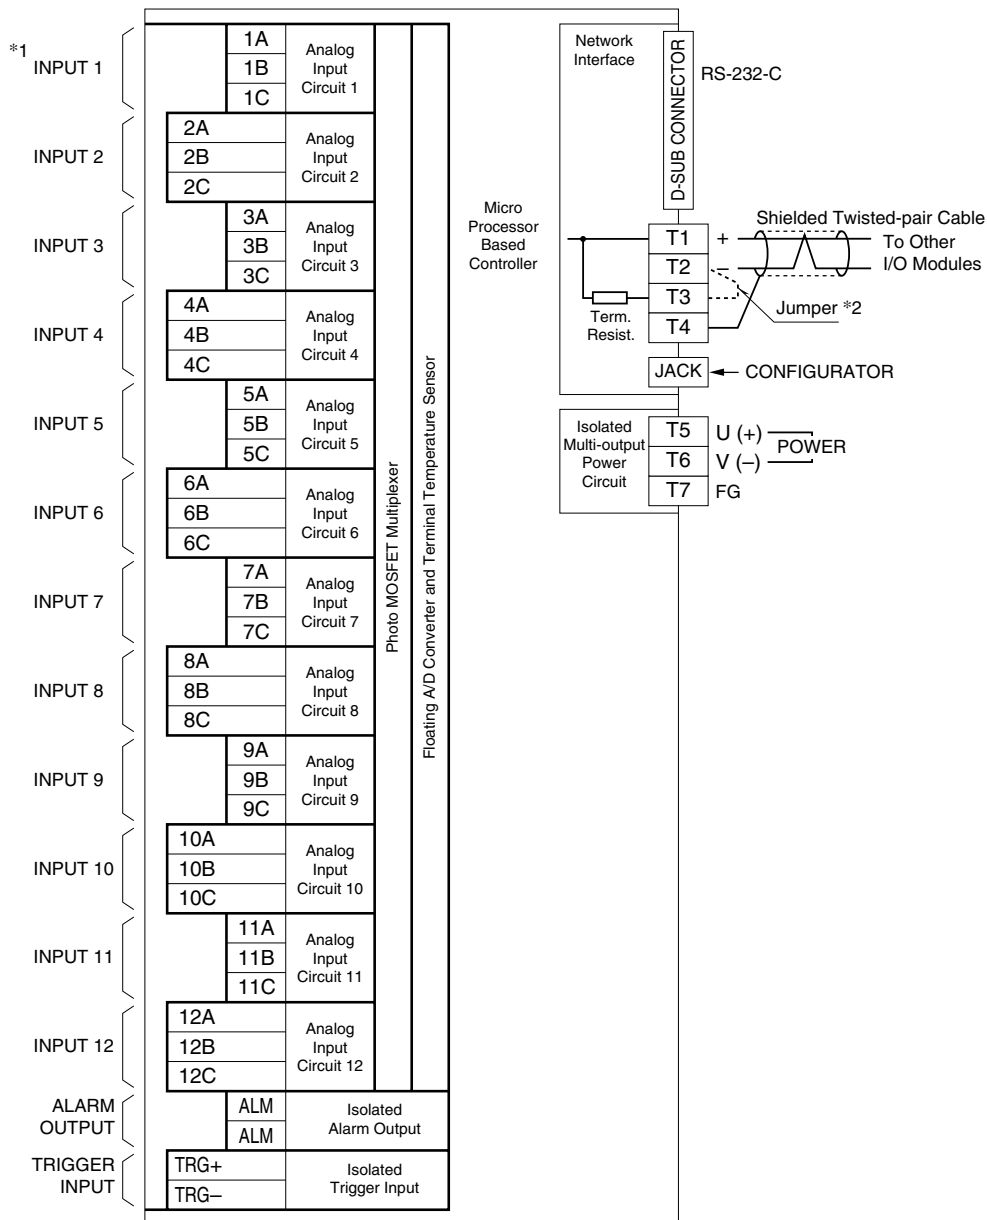 *1
INPUT 1
1A
1B
1C
Analog
Input
Circuit 1
INPUT 2
2A
2B
2C
Analog
Input
Circuit 2
INPUT 3
3A
3B
3C
Analog
Input
Circuit 3
INPUT 4
4A
4B
4C
Analog
Input
Circuit 4
INPUT 5
5A
5B
5C
Analog
Input
Circuit 5
INPUT 6
6A
6B
6C
Analog
Input
Circuit 6
INPUT 7
7A
7B
7C
Analog
Input
Circuit 7
INPUT 8
8A
8B
8C
Analog
Input
Circuit 8
INPUT 9
9A
9B
9C
Analog
Input
Circuit 9
INPUT 10
10A
10B
10C
Analog
Input
Circuit 10
INPUT 11
11A
11B
11C
Analog
Input
Circuit 11
INPUT 12
12A
12B
12C
Analog
Input
Circuit 12
ALARM
OUTPUT
ALM
ALM
Isolated
Alarm Output
TRIGGER
INPUT
TRG+
TRG–
Isolated
Trigger Input
Photo MOSFET Multiplexer
Floating A/D Converter and Terminal Temperature Sensor
Micro
Processor
Based
Controller
Network
Interface
D-SUB CONNECTOR
RS-232-C
T1
T2
T3
T4
+
–
Shielded Twisted-pair Cable
To Other
I/O Modules
Term.
Resist.
Jumper *2
JACK
CONFIGURATOR
Isolated
Multi-output
Power
Circuit
T5
T6
T7
U (+)
V (–)
FG
POWER